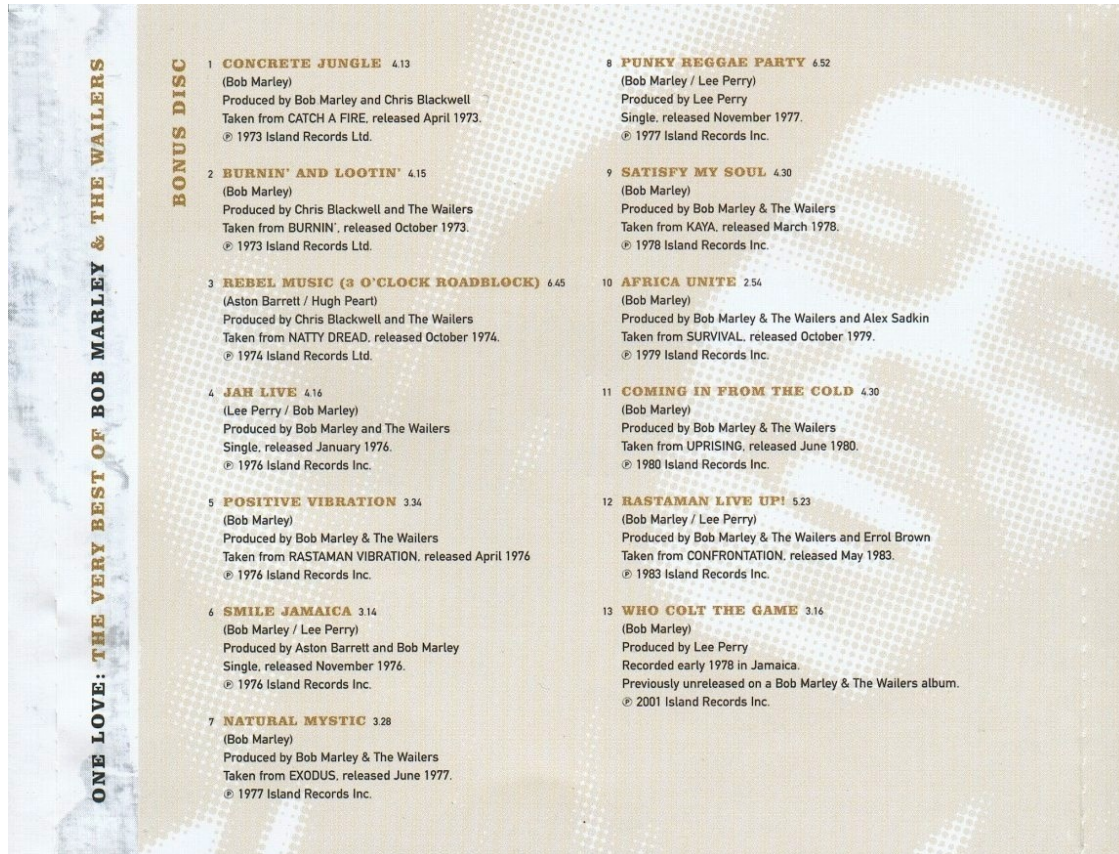 ONE LOVE: THE VERY BEST OF BOB MARLEY & THE WAILERS
BONUS DISC
1 CONCRETE JUNGLE 4.13
(Bob Marley)
Produced by Bob Marley and Chris Blackwell
Taken from CATCH A FIRE, released April 1973.
℗ 1973 Island Records Ltd.
2 BURNIN' AND LOOTIN' 4.15
(Bob Marley)
Produced by Chris Blackwell and The Wailers
Taken from BURNIN', released October 1973.
℗ 1973 Island Records Ltd.
3 REBEL MUSIC (3 O'CLOCK ROADBLOCK) 6.45
(Aston Barrett / Hugh Peart)
Produced by Chris Blackwell and The Wailers
Taken from NATTY DREAD, released October 1974.
℗ 1974 Island Records Ltd.
4 JAH LIVE 4.16
(Lee Perry / Bob Marley)
Produced by Bob Marley and The Wailers
Single, released January 1976.
℗ 1976 Island Records Inc.
5 POSITIVE VIBRATION 3.34
(Bob Marley)
Produced by Bob Marley & The Wailers
Taken from RASTAMAN VIBRATION, released April 1976
℗ 1976 Island Records Inc.
6 SMILE JAMAICA 3.14
(Bob Marley / Lee Perry)
Produced by Aston Barrett and Bob Marley
Single, released November 1976.
℗ 1976 Island Records Inc.
7 NATURAL MYSTIC 3.28
(Bob Marley)
Produced by Bob Marley & The Wailers
Taken from EXODUS, released June 1977.
℗ 1977 Island Records Inc.
8 PUNKY REGGAE PARTY 6.52
(Bob Marley / Lee Perry)
Produced by Lee Perry
Single, released November 1977.
℗ 1977 Island Records Inc.
9 SATISFY MY SOUL 4.30
(Bob Marley)
Produced by Bob Marley & The Wailers
Taken from KAYA, released March 1978.
℗ 1978 Island Records Inc.
10 AFRICA UNITE 2.54
(Bob Marley)
Produced by Bob Marley & The Wailers and Alex Sadkin
Taken from SURVIVAL, released October 1979.
℗ 1979 Island Records Inc.
11 COMING IN FROM THE COLD 4.30
(Bob Marley)
Produced by Bob Marley & The Wailers
Taken from UPRISING, released June 1980.
℗ 1980 Island Records Inc.
12 RASTAMAN LIVE UP! 5.23
(Bob Marley / Lee Perry)
Produced by Bob Marley & The Wailers and Errol Brown
Taken from CONFRONTATION, released May 1983.
℗ 1983 Island Records Inc.
13 WHO COLT THE GAME 3.16
(Bob Marley)
Produced by Lee Perry
Recorded early 1978 in Jamaica.
Previously unreleased on a Bob Marley & The Wailers album.
℗ 2001 Island Records Inc.